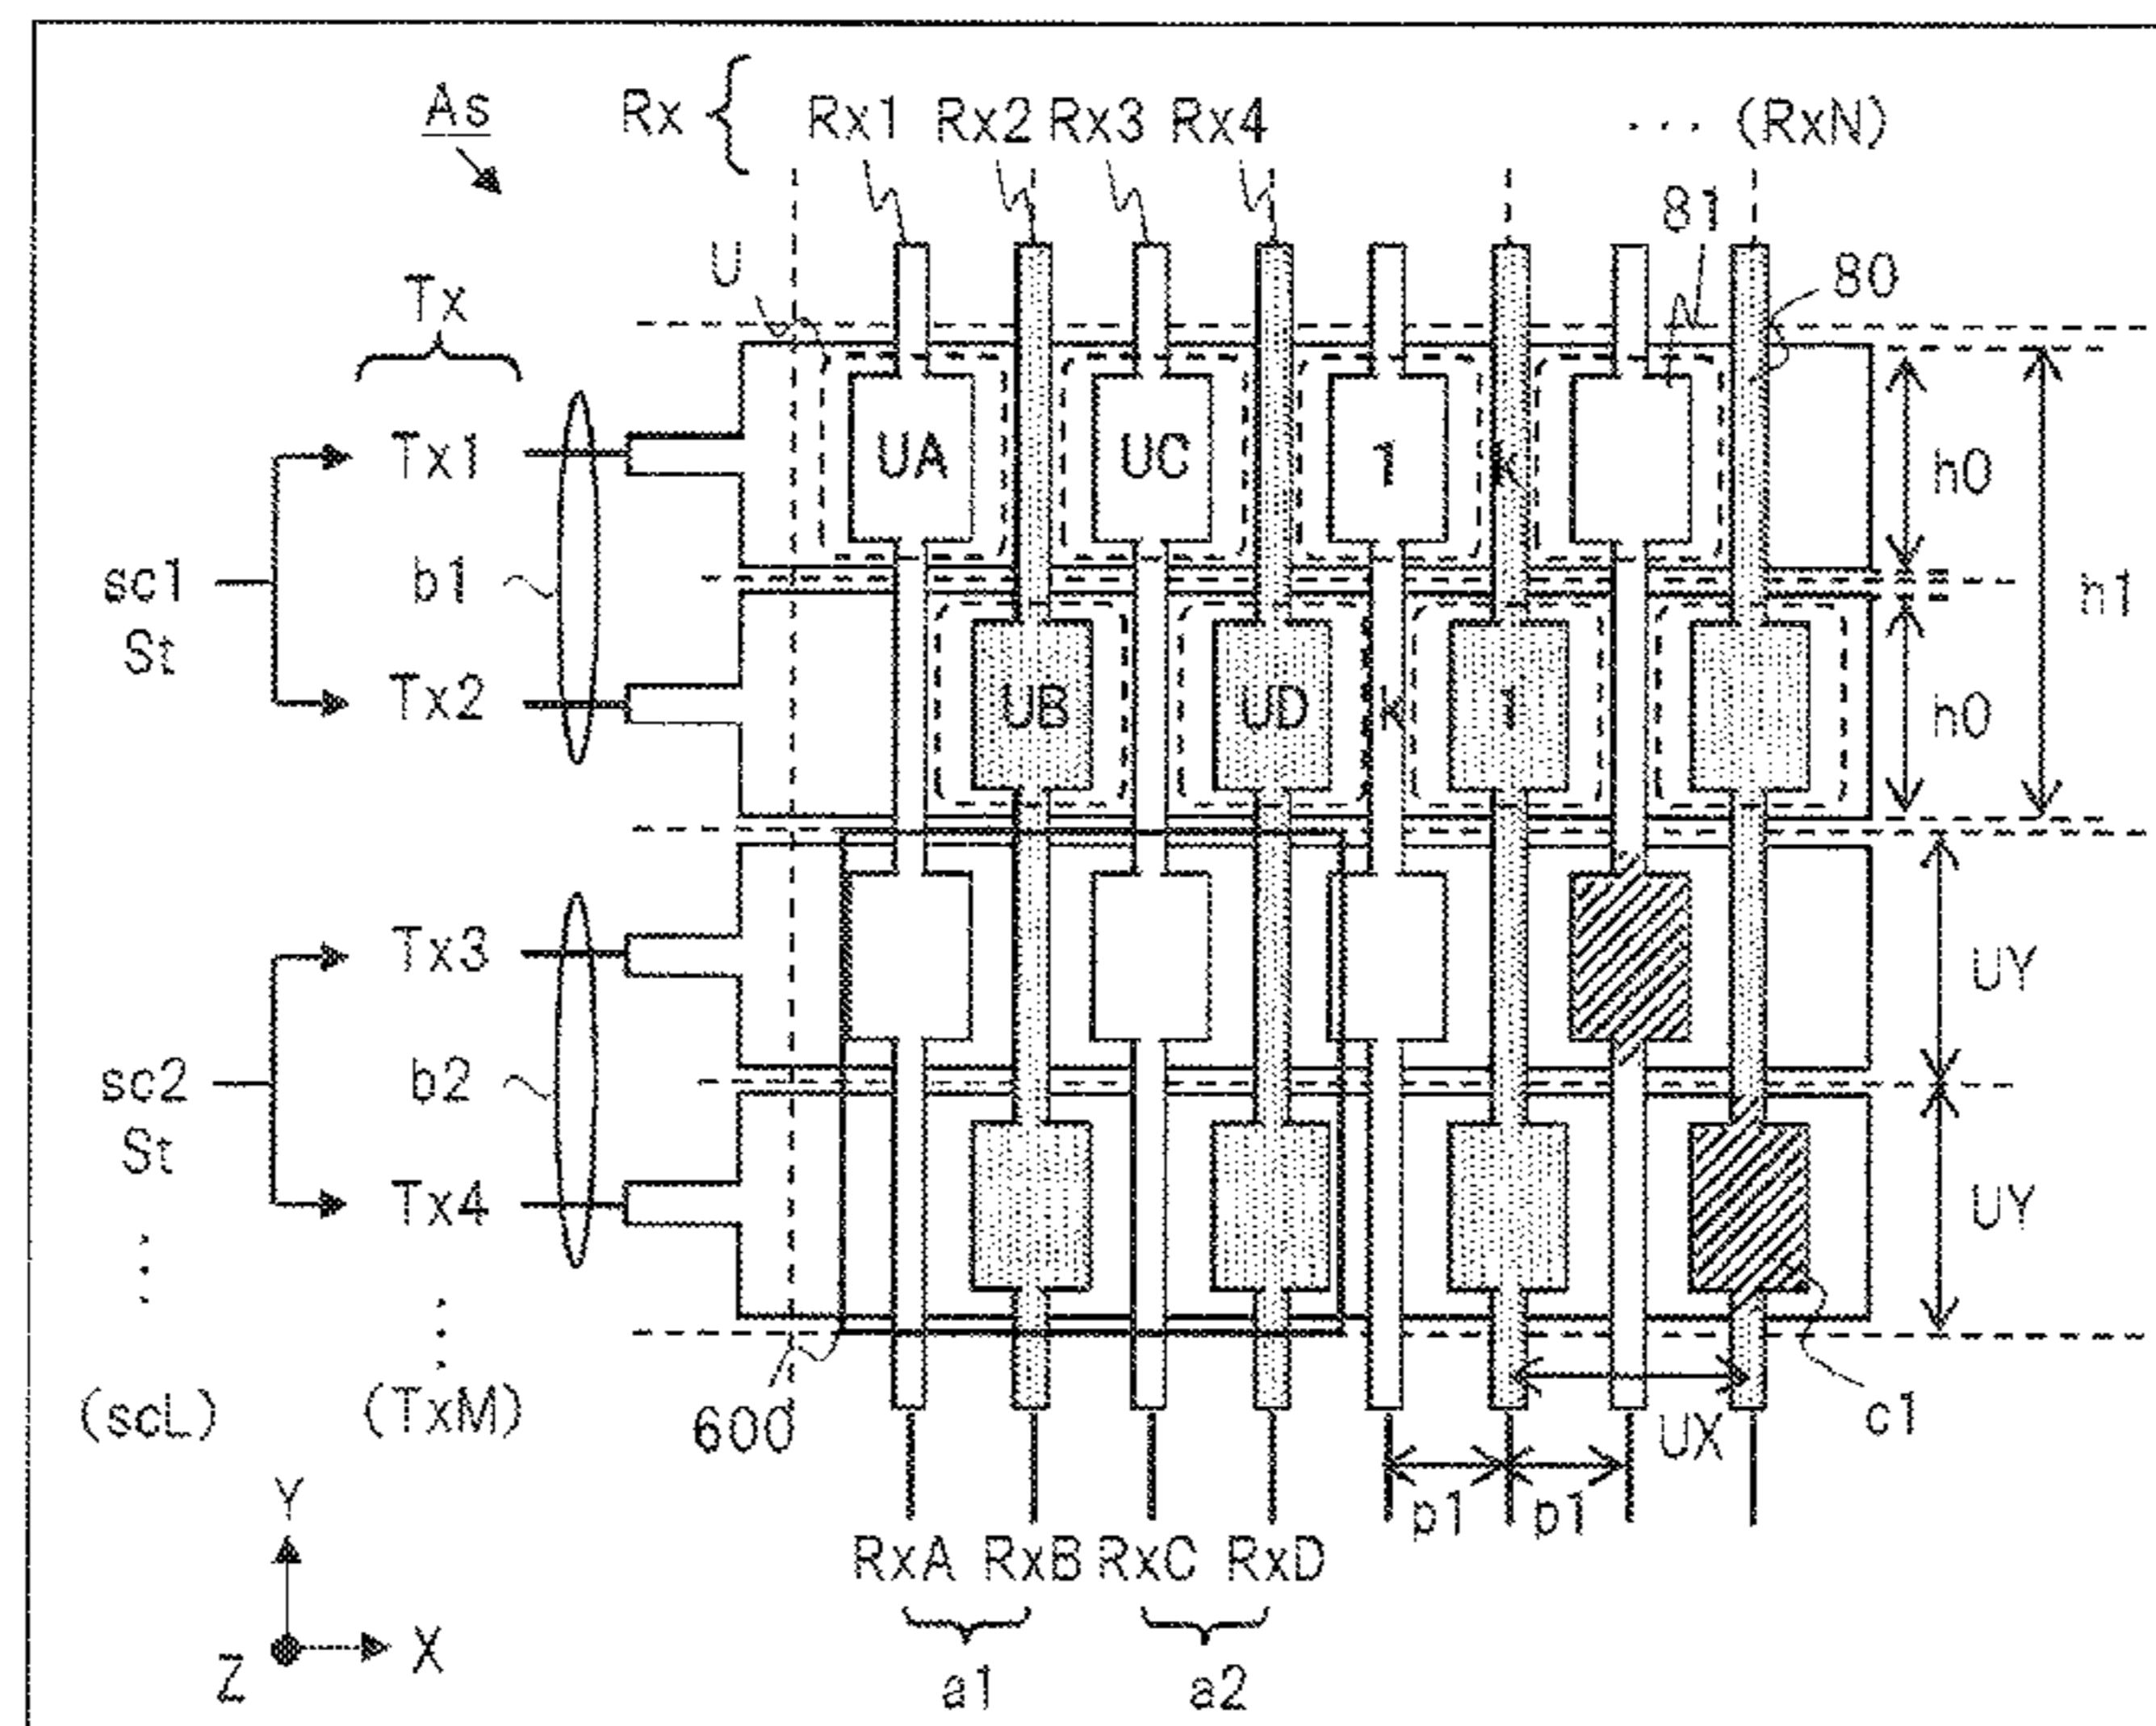 As Rx Rx1 Rx2 Rx3 Rx4 ... (RxN)
U 81
Tx 80
Tx1 UA UC 1 K h0
sc1 b1 h1
St
Tx2 UB UD K 1 h0
Tx3 UY
sc2 b2
St
Tx4 UY
(scL) (TxM) 600 UX c1
Y p1 p1
RxA RxB RxC RxD
Z X
a1 a2